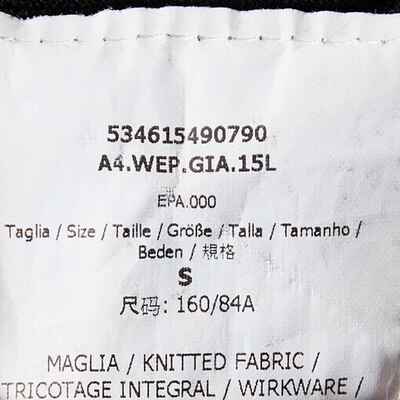 534615490790
A4.WEP.GIA.15L
EPA.000
Taglia / Size / Taille / Größe / Talla / Tamanho /
Beden / 規格
S
尺码: 160/84A
MAGLIA / KNITTED FABRIC /
TRICOTAGE INTEGRAL / WIRKWARE /